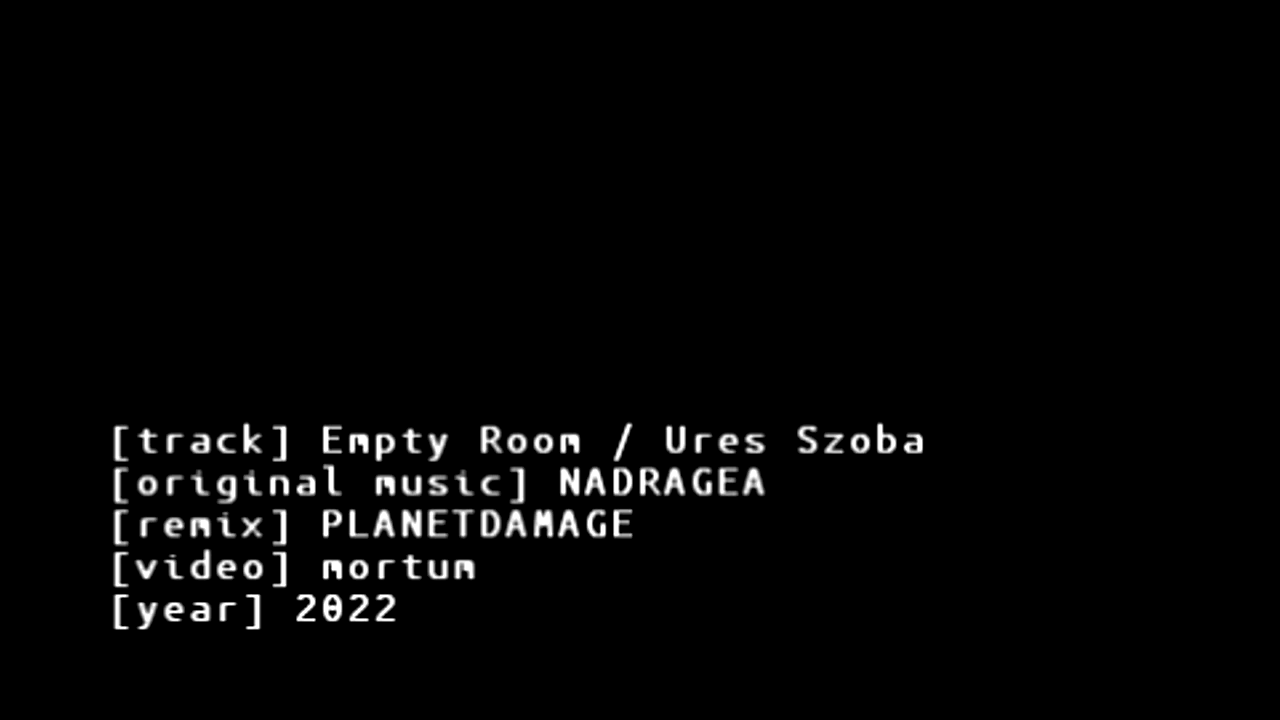 [track] Empty Room / Ures Szoba
[original music] NADRAGEA
[remix] PLANETDAMAGE
[video] mortum
[year] 2022